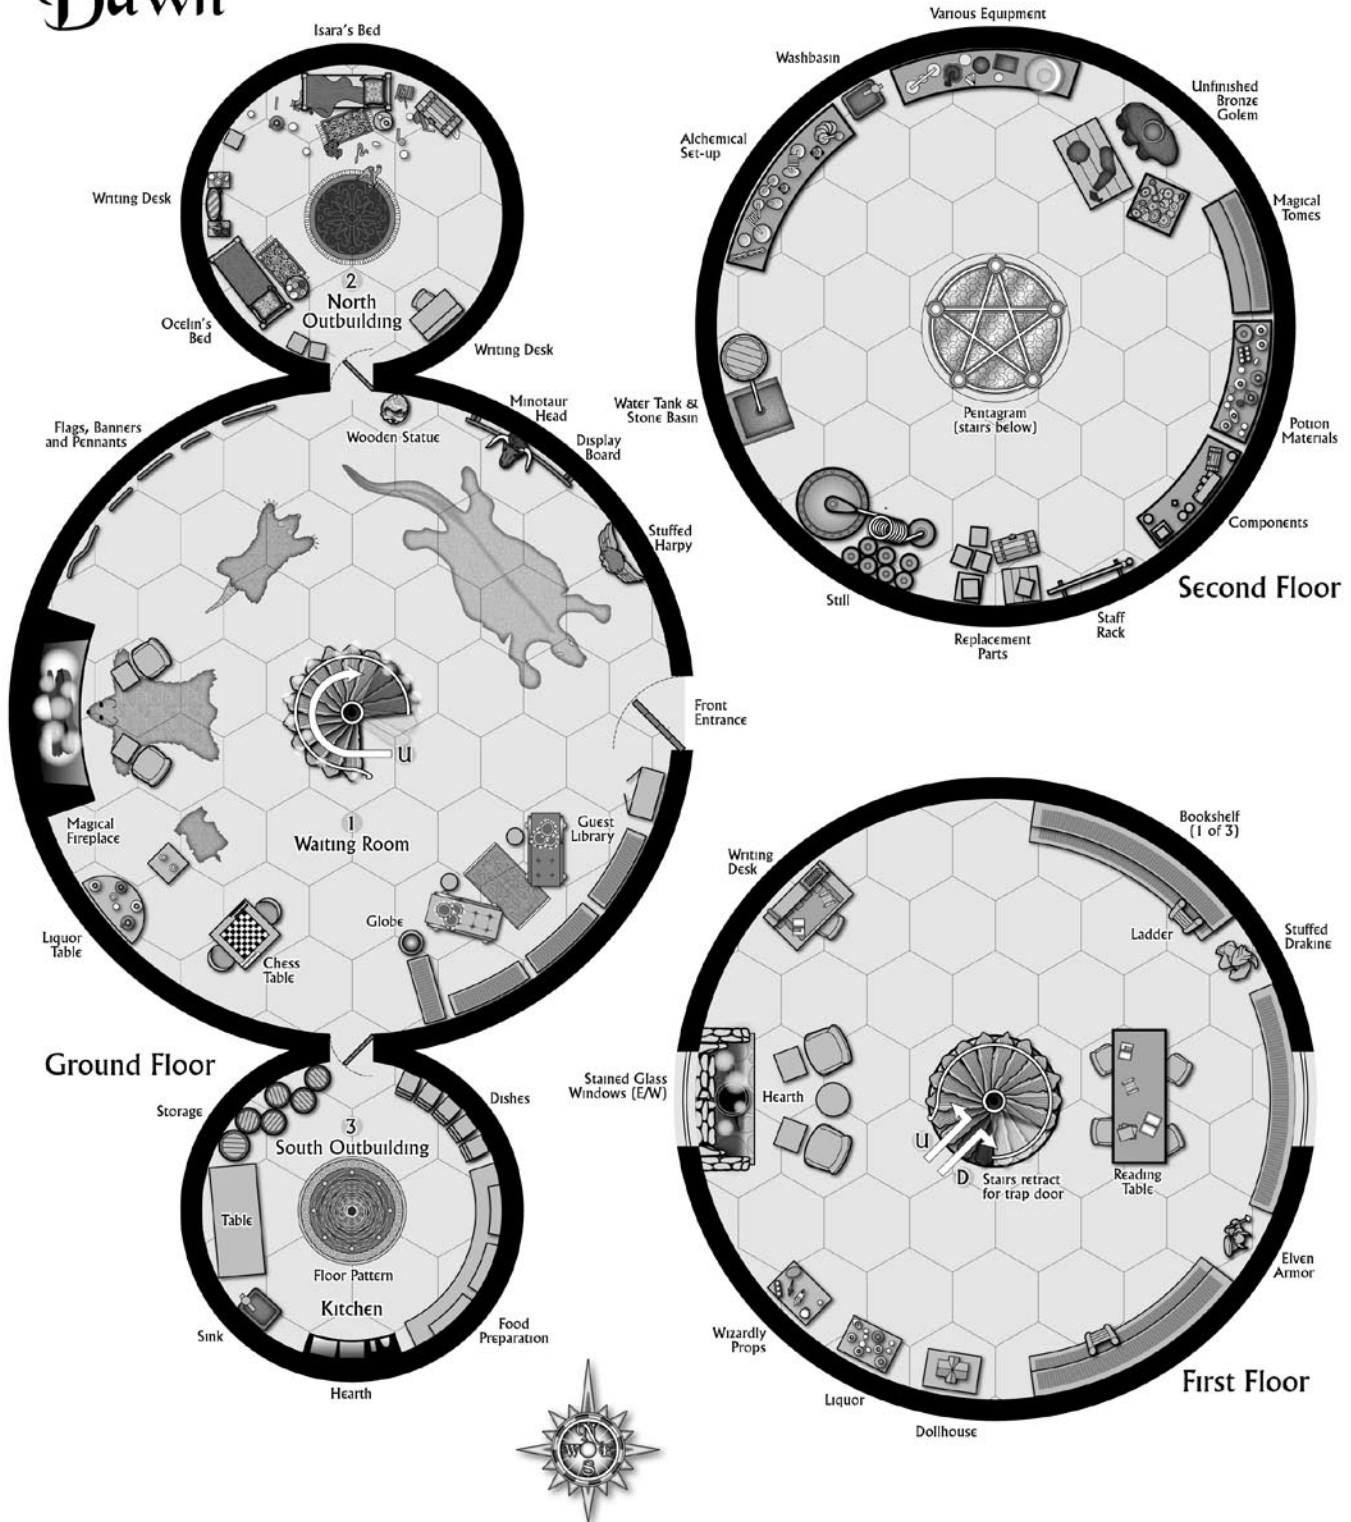 Dawn
Isara's Bed
Writing Desk
2
North
Outbuilding
Ocelin's
Bed
Writing Desk
Flags, Banners
and Pennants
Wooden Statue
Minotaur
Head
Display
Board
Stuffed
Harpy
Front
Entrance
U
1
Waiting Room
Magical
Fireplace
Guest
Library
Globe
Liquor
Table
Chess
Table
Ground Floor
Storage
Dishes
3
South Outbuilding
Table
Floor Pattern
Kitchen
Sink
Food
Preparation
Hearth
Various Equipment
Washbasin
Unfinished
Bronze
Golem
Alchemical
Set-up
Magical
Tomes
Water Tank &
Stone Basin
Pentagram
(stairs below)
Potion
Materials
Components
Still
Staff
Rack
Replacement
Parts
Second Floor
Bookshelf
(1 of 3)
Writing
Desk
Ladder
Stuffed
Drakine
Stained Glass
Windows (E/W)
Hearth
U
D
Stairs retract
for trap door
Reading
Table
Elven
Armor
Wizardly
Props
Liquor
Dollhouse
First Floor
N
W
E
S